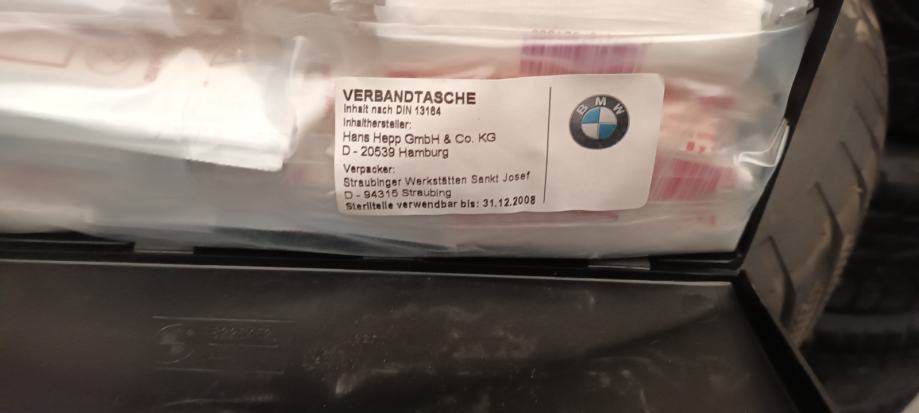 VERBANDTASCHE
Inhalt nach DIN 13164
Inhalthersteller:
Hans Hepp GmbH & Co. KG
D - 20539 Hamburg
Verpacker:
Straubinger Werkstätten Sankt Josef
D - 94315 Straubing
Sterilteile verwendbar bis: 31.12.2008
BMW